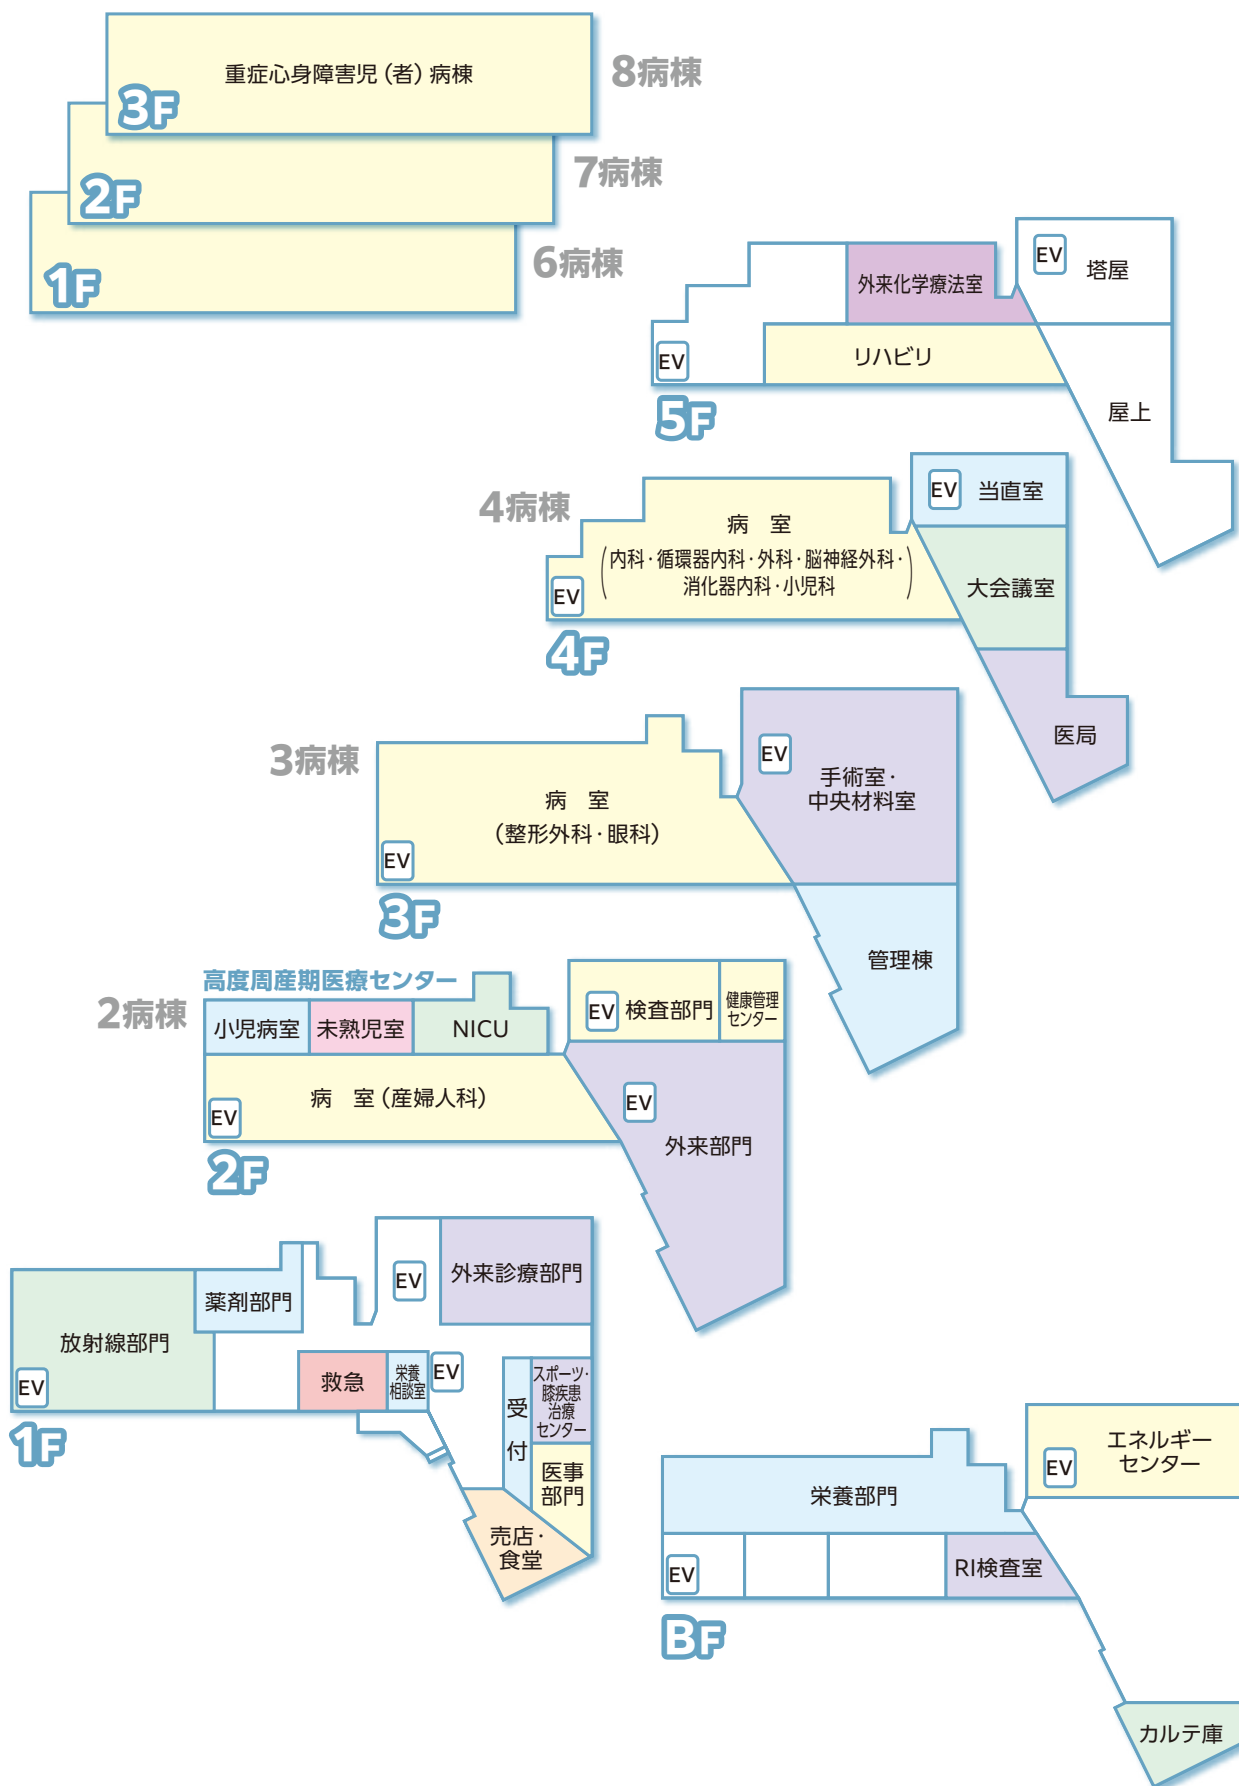 重症心身障害児（者）病棟
8病棟
3F
7病棟
2F
6病棟
1F
EV
塔屋
外来化学療法室
EV
リハビリ
屋上
5F
4病棟
EV
当直室
病　室
（内科・循環器内科・外科・脳神経外科・
消化器内科・小児科）
EV
大会議室
4F
医局
3病棟
EV
手術室・
中央材料室
病　室
（整形外科・眼科）
EV
3F
管理棟
高度周産期医療センター
2病棟
小児病室
未熟児室
NICU
EV
検査部門
健康管理
センター
病　室（産婦人科）
EV
EV
外来部門
2F
外来診療部門
EV
薬剤部門
放射線部門
EV
救急
栄養
相談室
EV
受付
スポーツ・
膝疾患
治療
センター
1F
医事
部門
売店・
食堂
エネルギー
センター
EV
栄養部門
EV
RI検査室
BF
カルテ庫